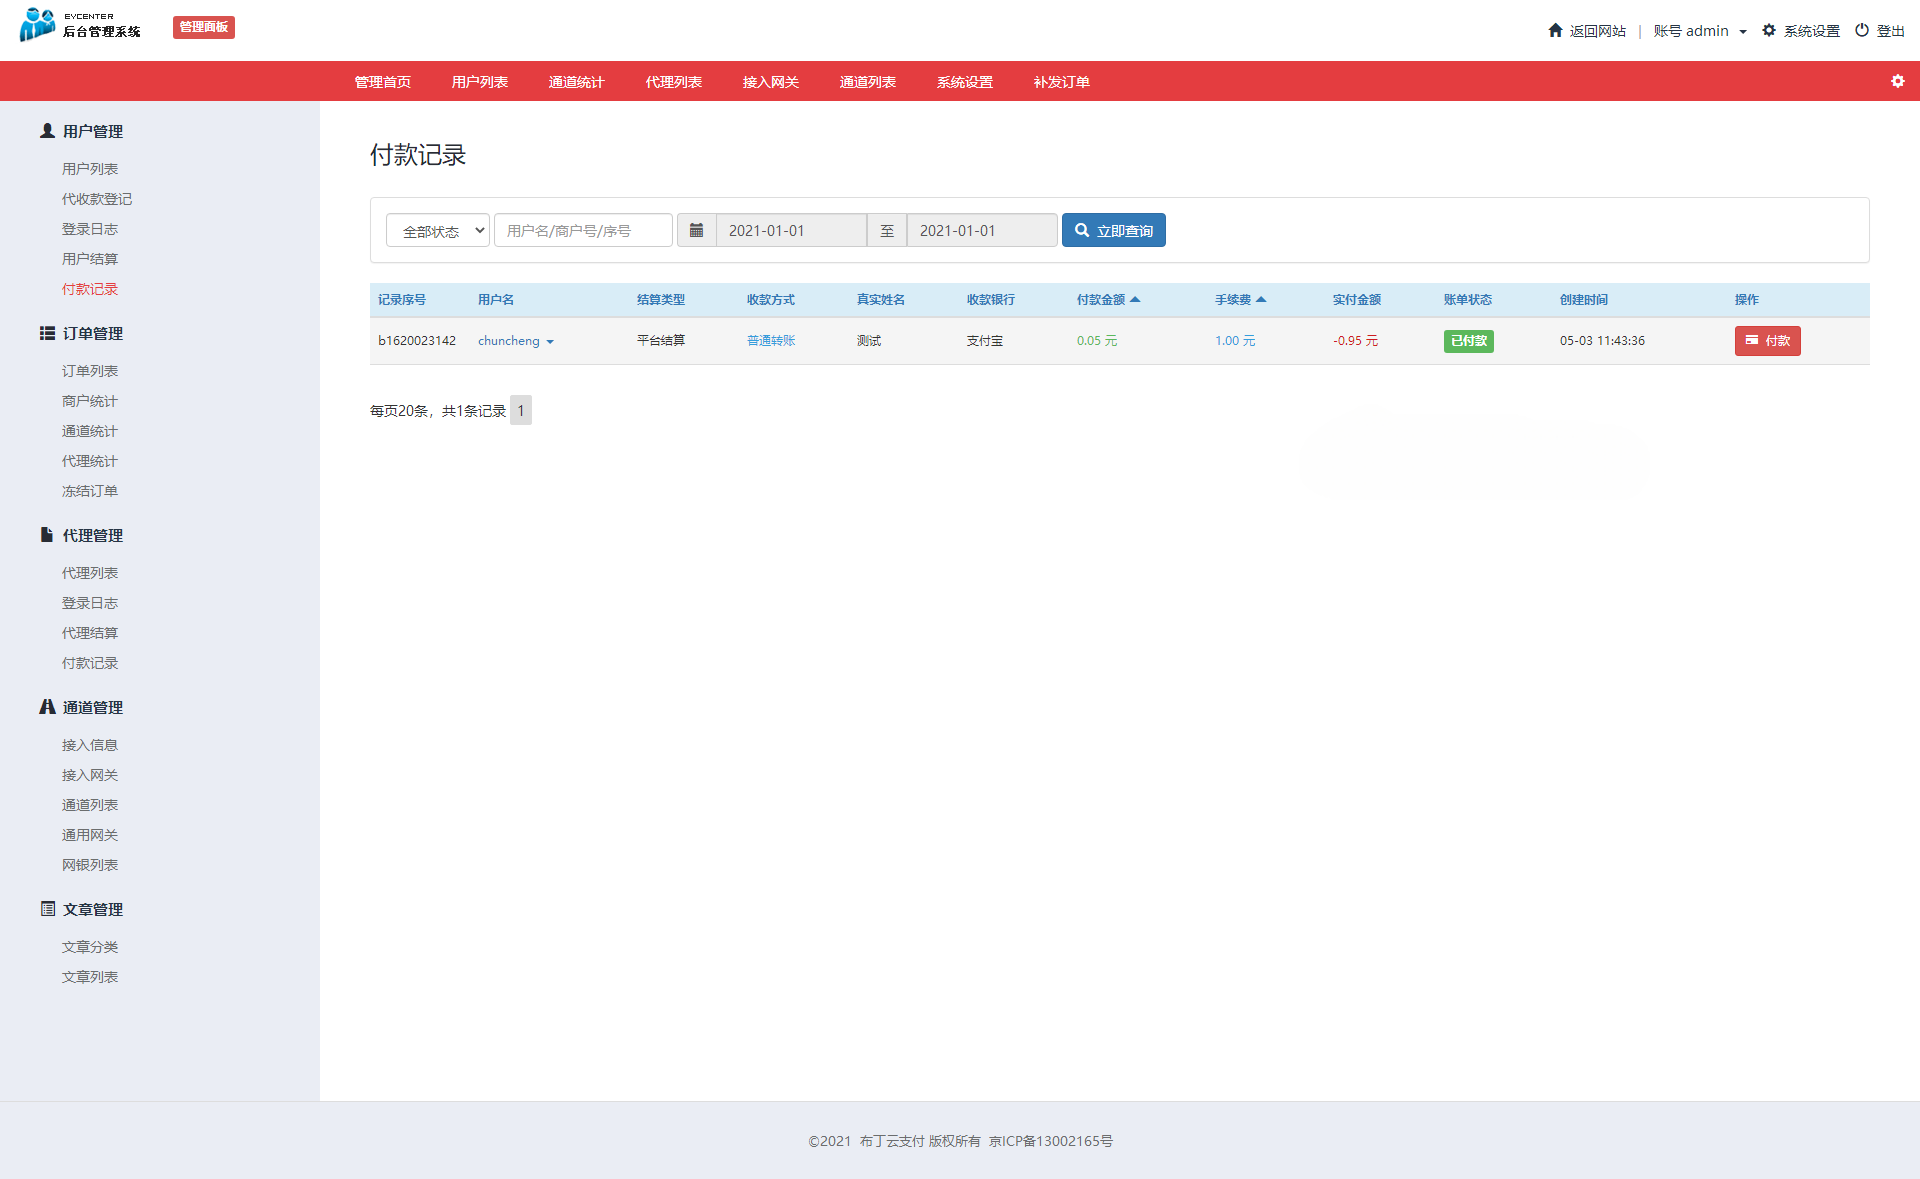 EVCENTER
后台管理系统
管理面板
返回网站 | 账号 admin 系统设置 登出
管理首页 用户列表 通道统计 代理列表 接入网关 通道列表 系统设置 补发订单
用户管理
用户列表
代收款登记
登录日志
用户结算
付款记录
订单管理
订单列表
商户统计
通道统计
代理统计
冻结订单
代理管理
代理列表
登录日志
代理结算
付款记录
通道管理
接入信息
接入网关
通道列表
通用网关
网银列表
文章管理
文章分类
文章列表
付款记录
全部状态 用户名/商户号/序号 2021-01-01 至 2021-01-01 立即查询
记录序号 用户名 结算类型 收款方式 真实姓名 收款银行 付款金额 手续费 实付金额 账单状态 创建时间 操作
b1620023142 chuncheng 平台结算 普通转账 测试 支付宝 0.05 元 1.00 元 -0.95 元 已付款 05-03 11:43:36 付款
每页20条，共1条记录 1
©2021 布丁云支付 版权所有 京ICP备13002165号